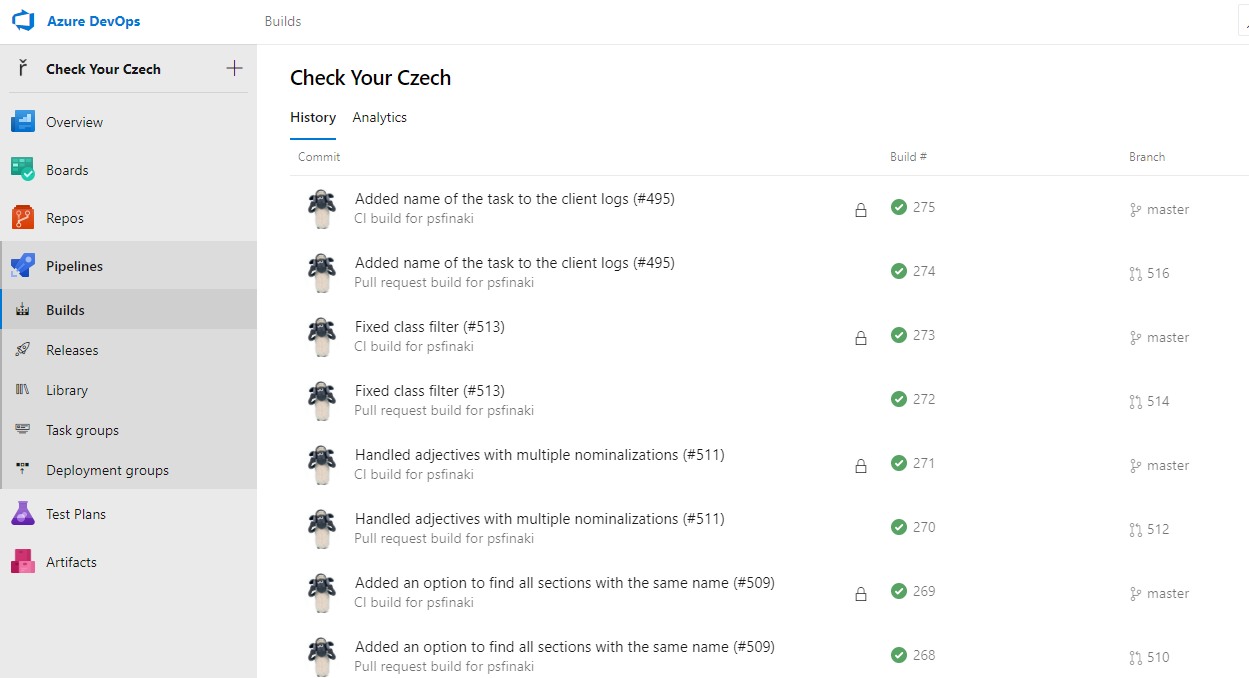 Azure DevOps
Builds
ř Check Your Czech
Overview
Boards
Repos
Pipelines
Builds
Releases
Library
Task groups
Deployment groups
Test Plans
Artifacts
Check Your Czech
History Analytics
Commit Build # Branch
Added name of the task to the client logs (#495)
CI build for psfinaki
275 master
Added name of the task to the client logs (#495)
Pull request build for psfinaki
274 516
Fixed class filter (#513)
CI build for psfinaki
273 master
Fixed class filter (#513)
Pull request build for psfinaki
272 514
Handled adjectives with multiple nominalizations (#511)
CI build for psfinaki
271 master
Handled adjectives with multiple nominalizations (#511)
Pull request build for psfinaki
270 512
Added an option to find all sections with the same name (#509)
CI build for psfinaki
269 master
Added an option to find all sections with the same name (#509)
Pull request build for psfinaki
268 510